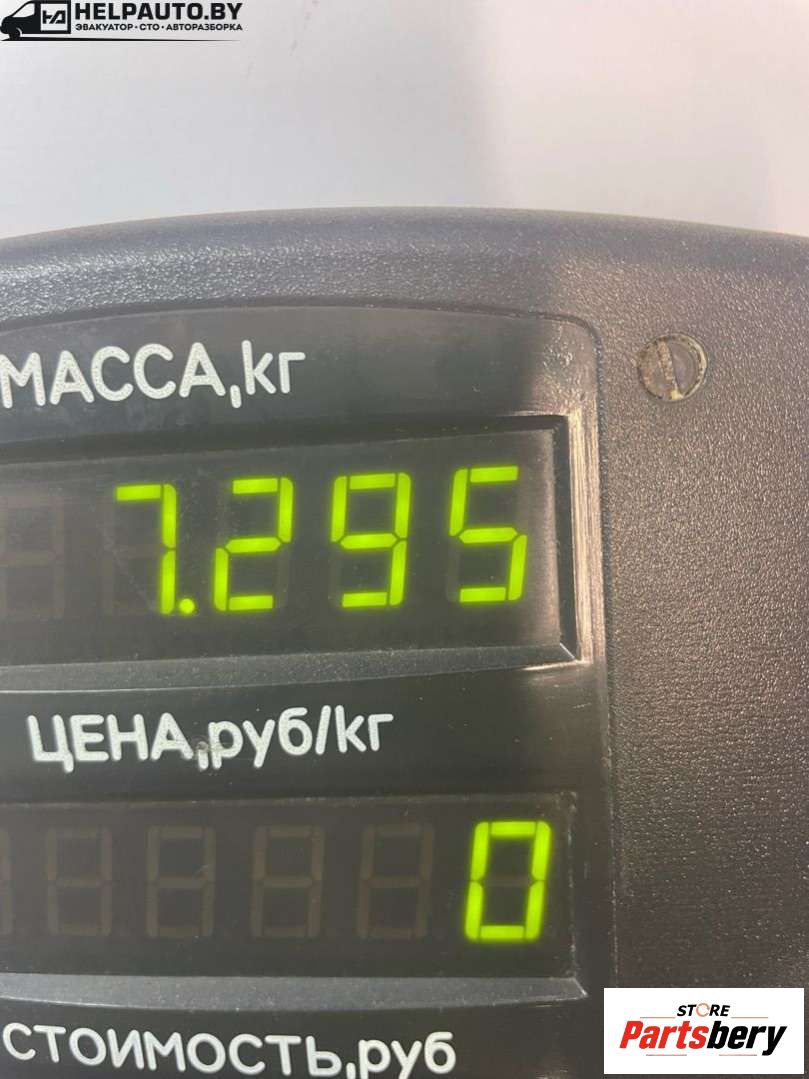 HELPAUTO.BY
ЭВАКУАТОР · СТО · АВТОРАЗБОРКА
МАССА,кг
7.295
ЦЕНА,руб/кг
0
СТОИМОСТЬ,руб
STORE
Partsbery